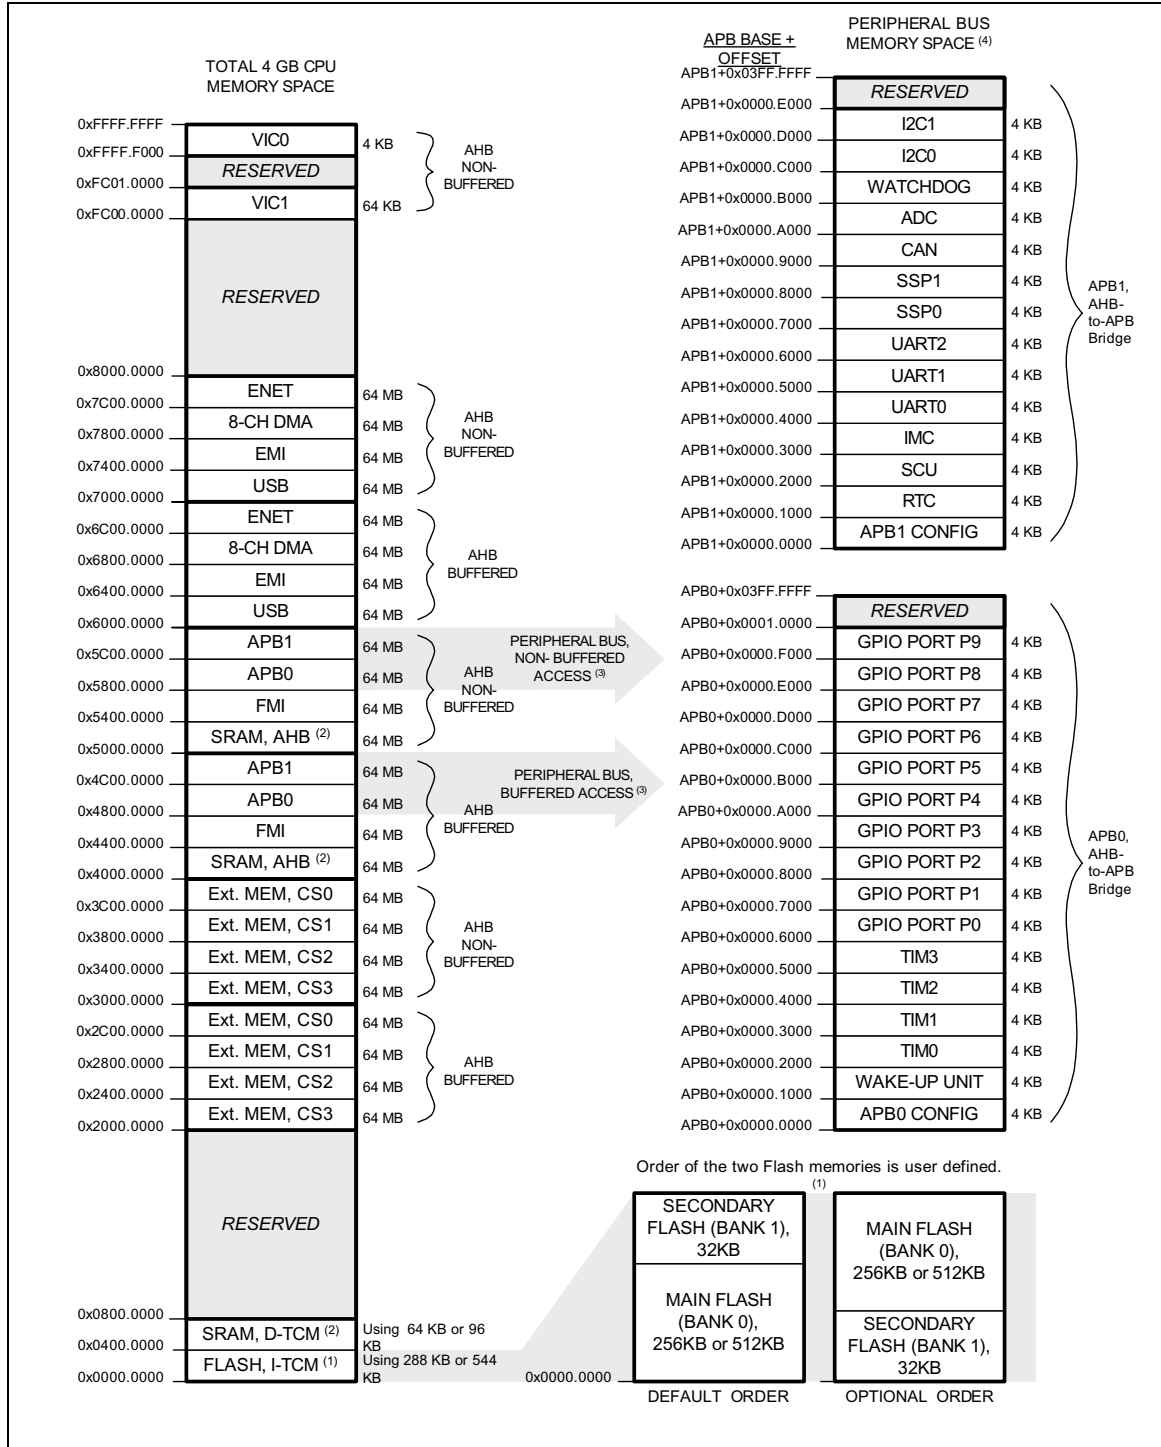 TOTAL 4 GB CPU
MEMORY SPACE
0xFFFF.FFFF
VIC0
4 KB
0xFFFF.F000
RESERVED
0xFC01.0000
VIC1
64 KB
0xFC00.0000
AHB
NON-
BUFFERED
RESERVED
0x8000.0000
ENET
64 MB
0x7C00.0000
8-CH DMA
64 MB
0x7800.0000
EMI
64 MB
0x7400.0000
USB
64 MB
0x7000.0000
AHB
NON-
BUFFERED
ENET
64 MB
0x6C00.0000
8-CH DMA
64 MB
0x6800.0000
EMI
64 MB
0x6400.0000
USB
64 MB
0x6000.0000
AHB
BUFFERED
APB1
64 MB
0x5C00.0000
APB0
64 MB
0x5800.0000
FMI
64 MB
0x5400.0000
SRAM, AHB (2)
64 MB
0x5000.0000
AHB
NON-
BUFFERED
PERIPHERAL BUS,
NON- BUFFERED
ACCESS (3)
APB1
64 MB
0x4C00.0000
APB0
64 MB
0x4800.0000
FMI
64 MB
0x4400.0000
SRAM, AHB (2)
64 MB
0x4000.0000
AHB
BUFFERED
PERIPHERAL BUS,
BUFFERED ACCESS (3)
Ext. MEM, CS0
64 MB
0x3C00.0000
Ext. MEM, CS1
64 MB
0x3800.0000
Ext. MEM, CS2
64 MB
0x3400.0000
Ext. MEM, CS3
64 MB
0x3000.0000
AHB
NON-
BUFFERED
Ext. MEM, CS0
64 MB
0x2C00.0000
Ext. MEM, CS1
64 MB
0x2800.0000
Ext. MEM, CS2
64 MB
0x2400.0000
Ext. MEM, CS3
64 MB
0x2000.0000
AHB
BUFFERED
RESERVED
0x0800.0000
SRAM, D-TCM (2)
Using 64 KB or 96
KB
0x0400.0000
FLASH, I-TCM (1)
Using 288 KB or 544
KB
0x0000.0000
APB BASE +
OFFSET
PERIPHERAL BUS
MEMORY SPACE (4)
APB1+0x03FF.FFFF
RESERVED
APB1+0x0000.E000
I2C1
4 KB
APB1+0x0000.D000
I2C0
4 KB
APB1+0x0000.C000
WATCHDOG
4 KB
APB1+0x0000.B000
ADC
4 KB
APB1+0x0000.A000
CAN
4 KB
APB1+0x0000.9000
SSP1
4 KB
APB1+0x0000.8000
SSP0
4 KB
APB1+0x0000.7000
UART2
4 KB
APB1+0x0000.6000
UART1
4 KB
APB1+0x0000.5000
UART0
4 KB
APB1+0x0000.4000
IMC
4 KB
APB1+0x0000.3000
SCU
4 KB
APB1+0x0000.2000
RTC
4 KB
APB1+0x0000.1000
APB1 CONFIG
4 KB
APB1+0x0000.0000
APB1,
AHB-
to-APB
Bridge
APB0+0x03FF.FFFF
RESERVED
APB0+0x0001.0000
GPIO PORT P9
4 KB
APB0+0x0000.F000
GPIO PORT P8
4 KB
APB0+0x0000.E000
GPIO PORT P7
4 KB
APB0+0x0000.D000
GPIO PORT P6
4 KB
APB0+0x0000.C000
GPIO PORT P5
4 KB
APB0+0x0000.B000
GPIO PORT P4
4 KB
APB0+0x0000.A000
GPIO PORT P3
4 KB
APB0+0x0000.9000
GPIO PORT P2
4 KB
APB0+0x0000.8000
GPIO PORT P1
4 KB
APB0+0x0000.7000
GPIO PORT P0
4 KB
APB0+0x0000.6000
TIM3
4 KB
APB0+0x0000.5000
TIM2
4 KB
APB0+0x0000.4000
TIM1
4 KB
APB0+0x0000.3000
TIM0
4 KB
APB0+0x0000.2000
WAKE-UP UNIT
4 KB
APB0+0x0000.1000
APB0 CONFIG
4 KB
APB0+0x0000.0000
APB0,
AHB-
to-APB
Bridge
Order of the two Flash memories is user defined.
(1)
SECONDARY
FLASH (BANK 1),
32KB
MAIN FLASH
(BANK 0),
256KB or 512KB
0x0000.0000
DEFAULT ORDER
MAIN FLASH
(BANK 0),
256KB or 512KB
SECONDARY
FLASH (BANK 1),
32KB
OPTIONAL ORDER